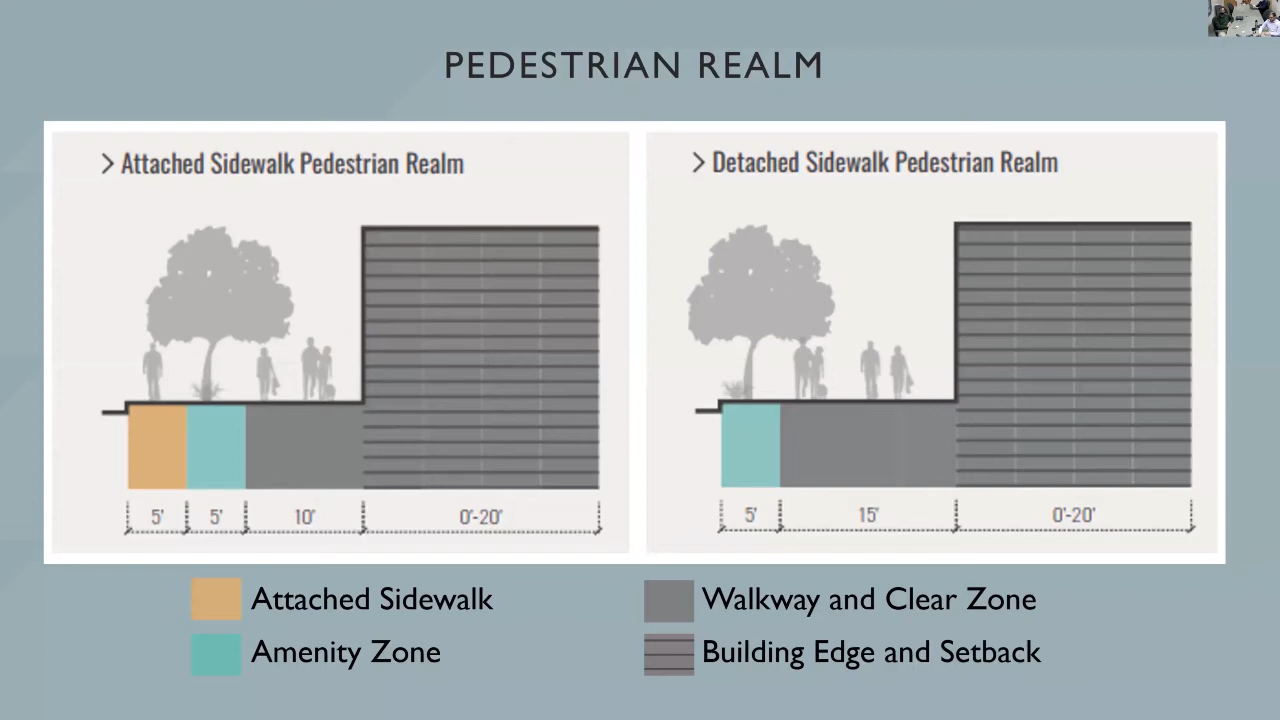 PEDESTRIAN REALM
> Attached Sidewalk Pedestrian Realm
5' 5' 10' 0'-20'
> Detached Sidewalk Pedestrian Realm
5' 15' 0'-20'
Attached Sidewalk
Amenity Zone
Walkway and Clear Zone
Building Edge and Setback